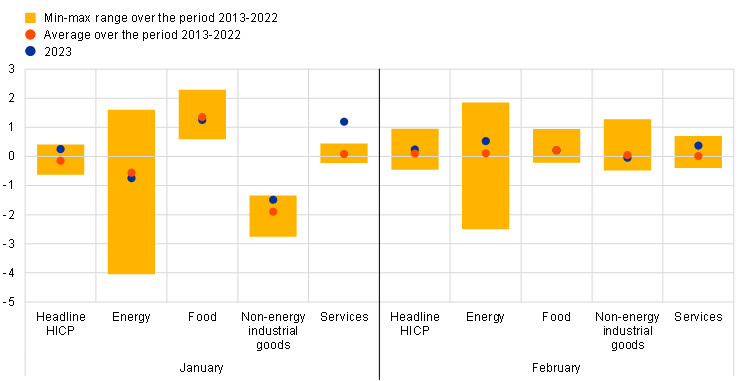 Min-max range over the period 2013-2022
Average over the period 2013-2022
2023
3
2
1
0
-1
-2
-3
-4
-5
Headline HICP
Energy
Food
Non-energy industrial goods
Services
Headline HICP
Energy
Food
Non-energy industrial goods
Services
January
February